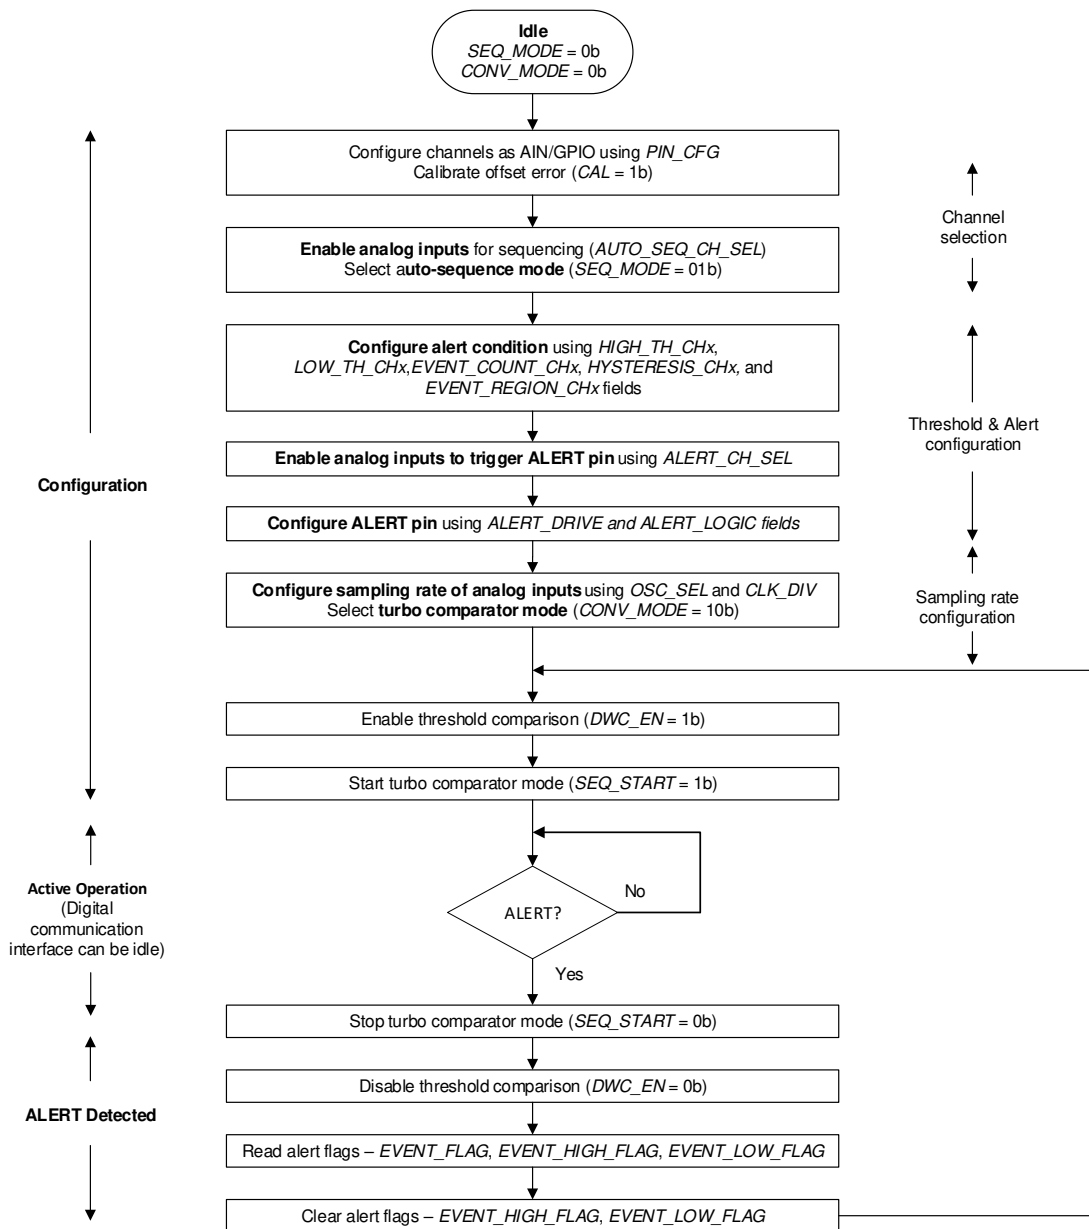 Idle
SEQ_MODE = 0b
CONV_MODE = 0b
Configure channels as AIN/GPIO using PIN_CFG
Calibrate offset error (CAL = 1b)
Channel
selection
Enable analog inputs for sequencing (AUTO_SEQ_CH_SEL)
Select auto-sequence mode (SEQ_MODE = 01b)
Configure alert condition using HIGH_TH_CHx,
LOW_TH_CHx,EVENT_COUNT_CHx, HYSTERESIS_CHx, and
EVENT_REGION_CHx fields
Threshold & Alert
configuration
Enable analog inputs to trigger ALERT pin using ALERT_CH_SEL
Configuration
Configure ALERT pin using ALERT_DRIVE and ALERT_LOGIC fields
Configure sampling rate of analog inputs using OSC_SEL and CLK_DIV
Select turbo comparator mode (CONV_MODE = 10b)
Sampling rate
configuration
Enable threshold comparison (DWC_EN = 1b)
Start turbo comparator mode (SEQ_START = 1b)
Active Operation
(Digital
communication
interface can be idle)
No
ALERT?
Yes
Stop turbo comparator mode (SEQ_START = 0b)
Disable threshold comparison (DWC_EN = 0b)
ALERT Detected
Read alert flags – EVENT_FLAG, EVENT_HIGH_FLAG, EVENT_LOW_FLAG
Clear alert flags – EVENT_HIGH_FLAG, EVENT_LOW_FLAG